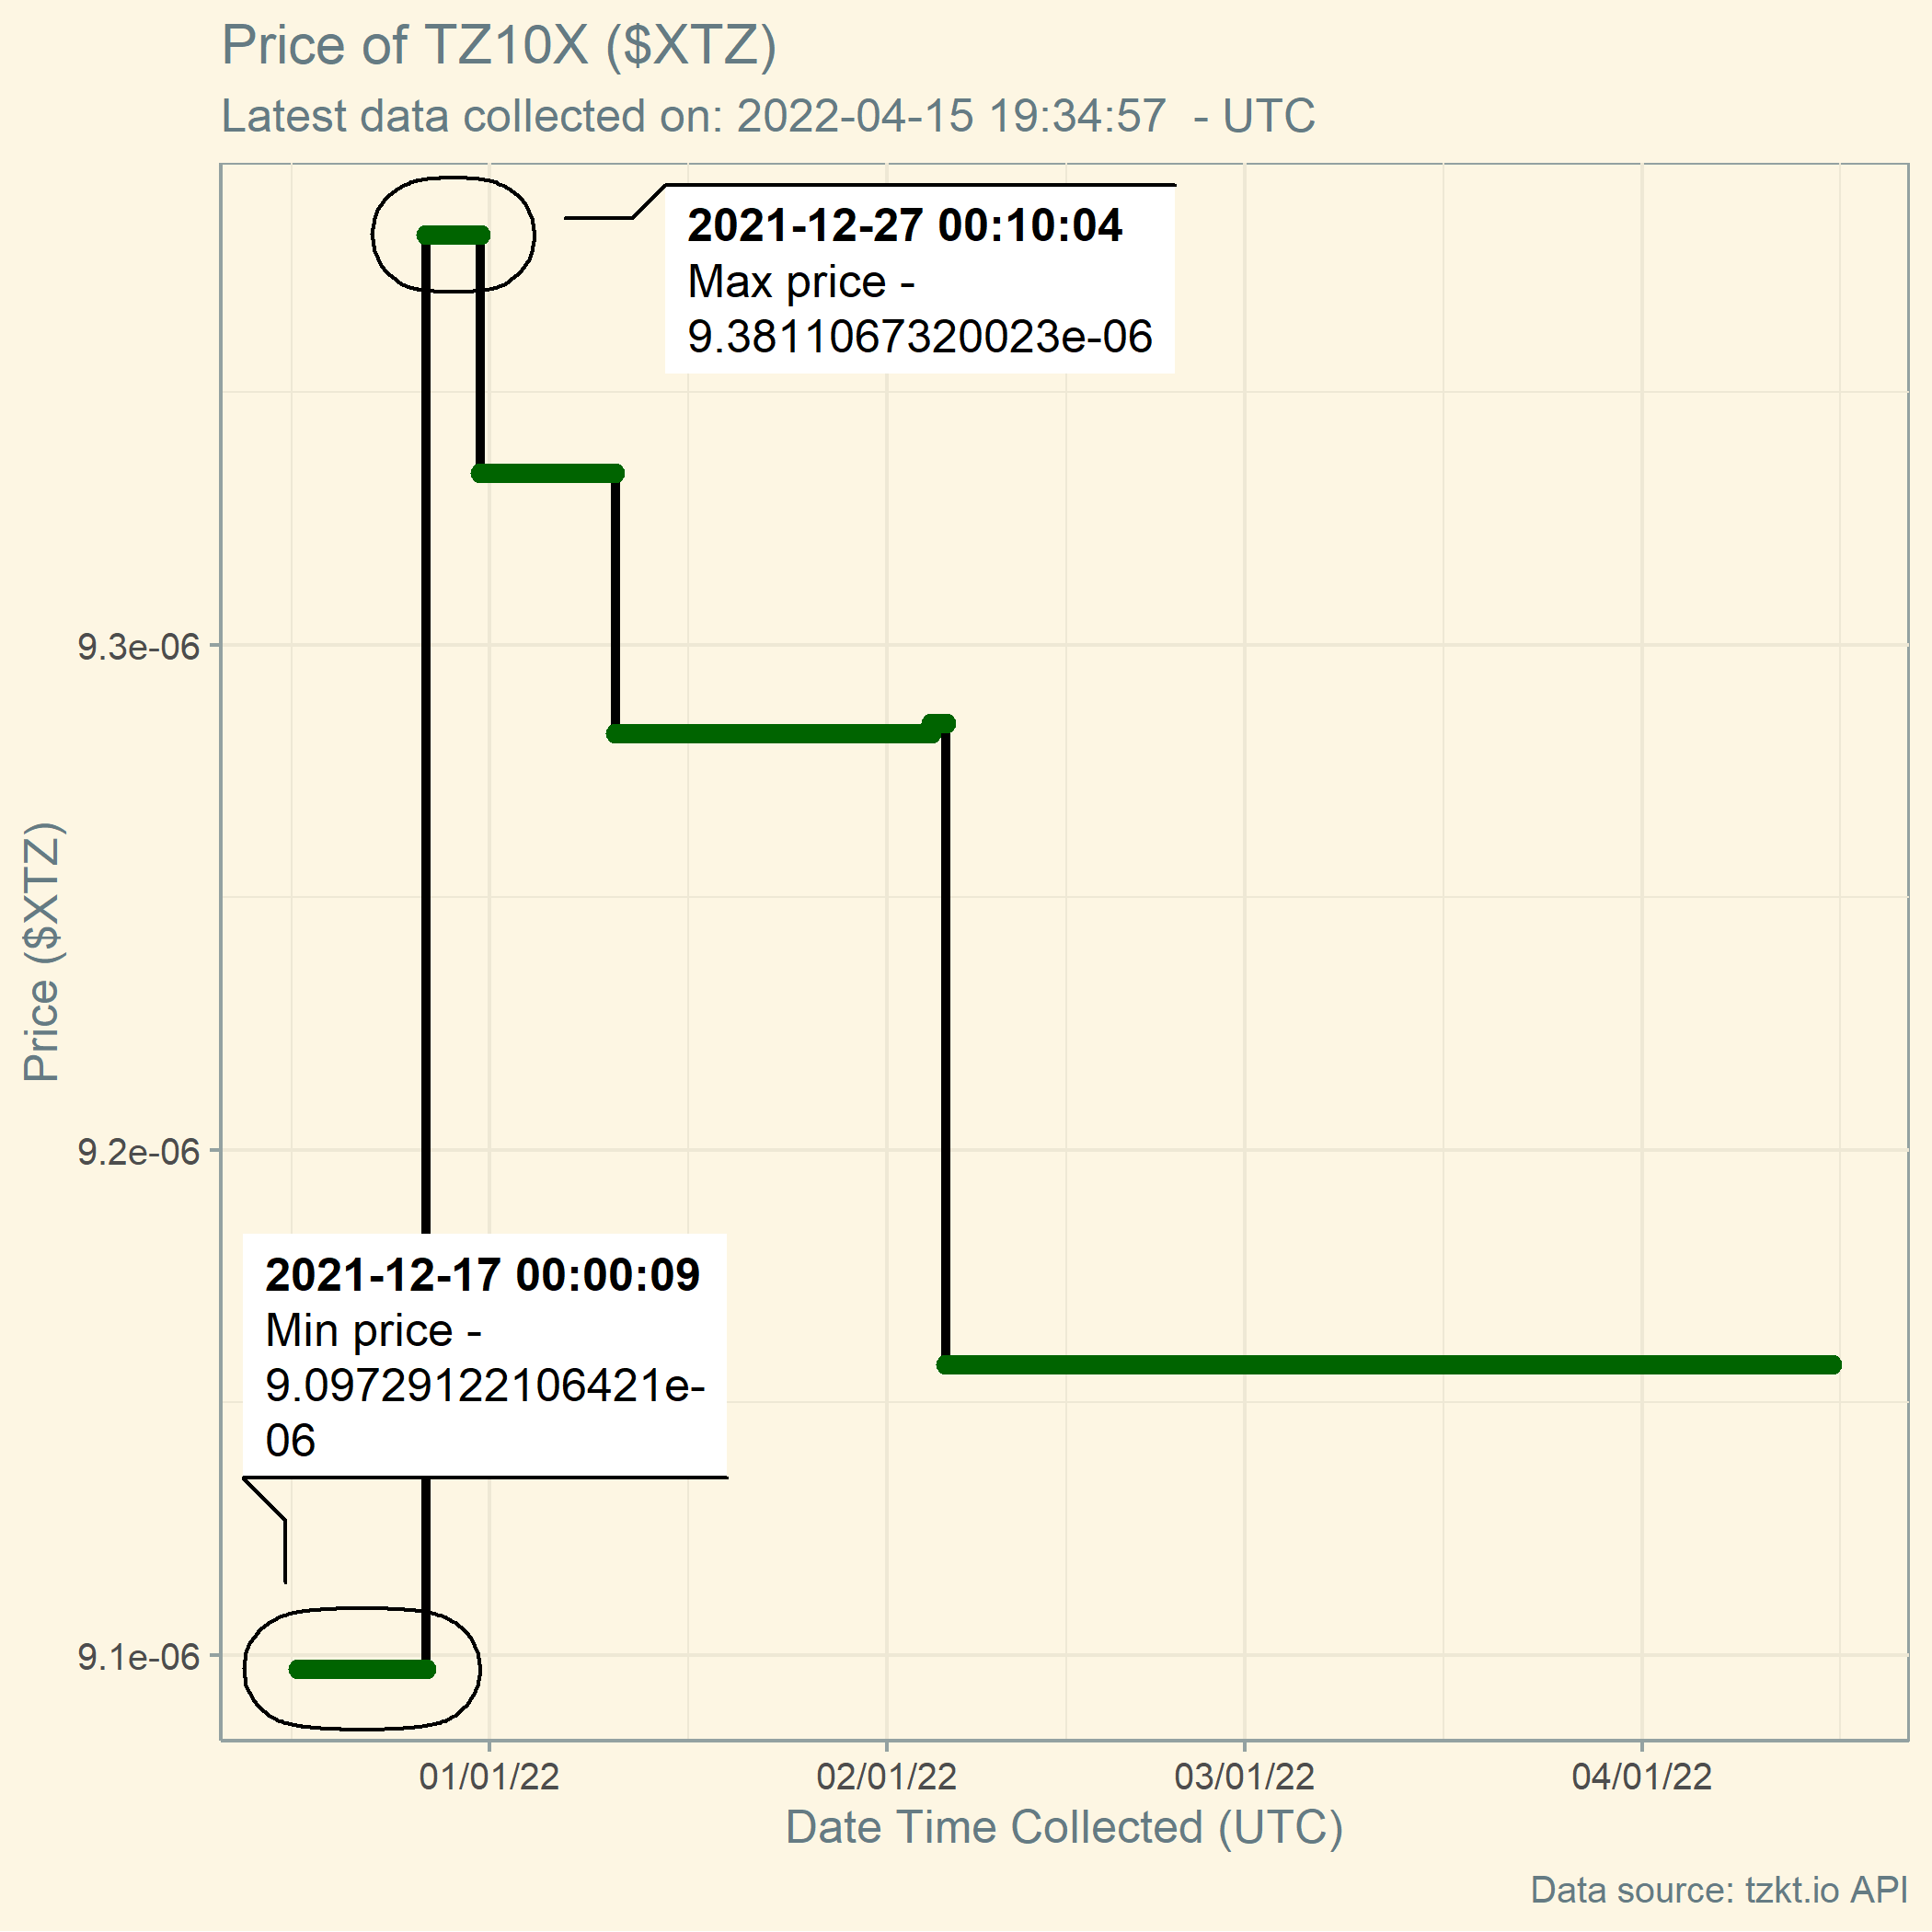 Price of TZ10X ($XTZ)
Latest data collected on: 2022-04-15 19:34:57  - UTC
2021-12-27 00:10:04
Max price -
9.3811067320023e-06
9.3e-06
Price ($XTZ)
9.2e-06
2021-12-17 00:00:09
Min price -
9.09729122106421e-
06
9.1e-06
01/01/22
02/01/22
03/01/22
04/01/22
Date Time Collected (UTC)
Data source: tzkt.io API